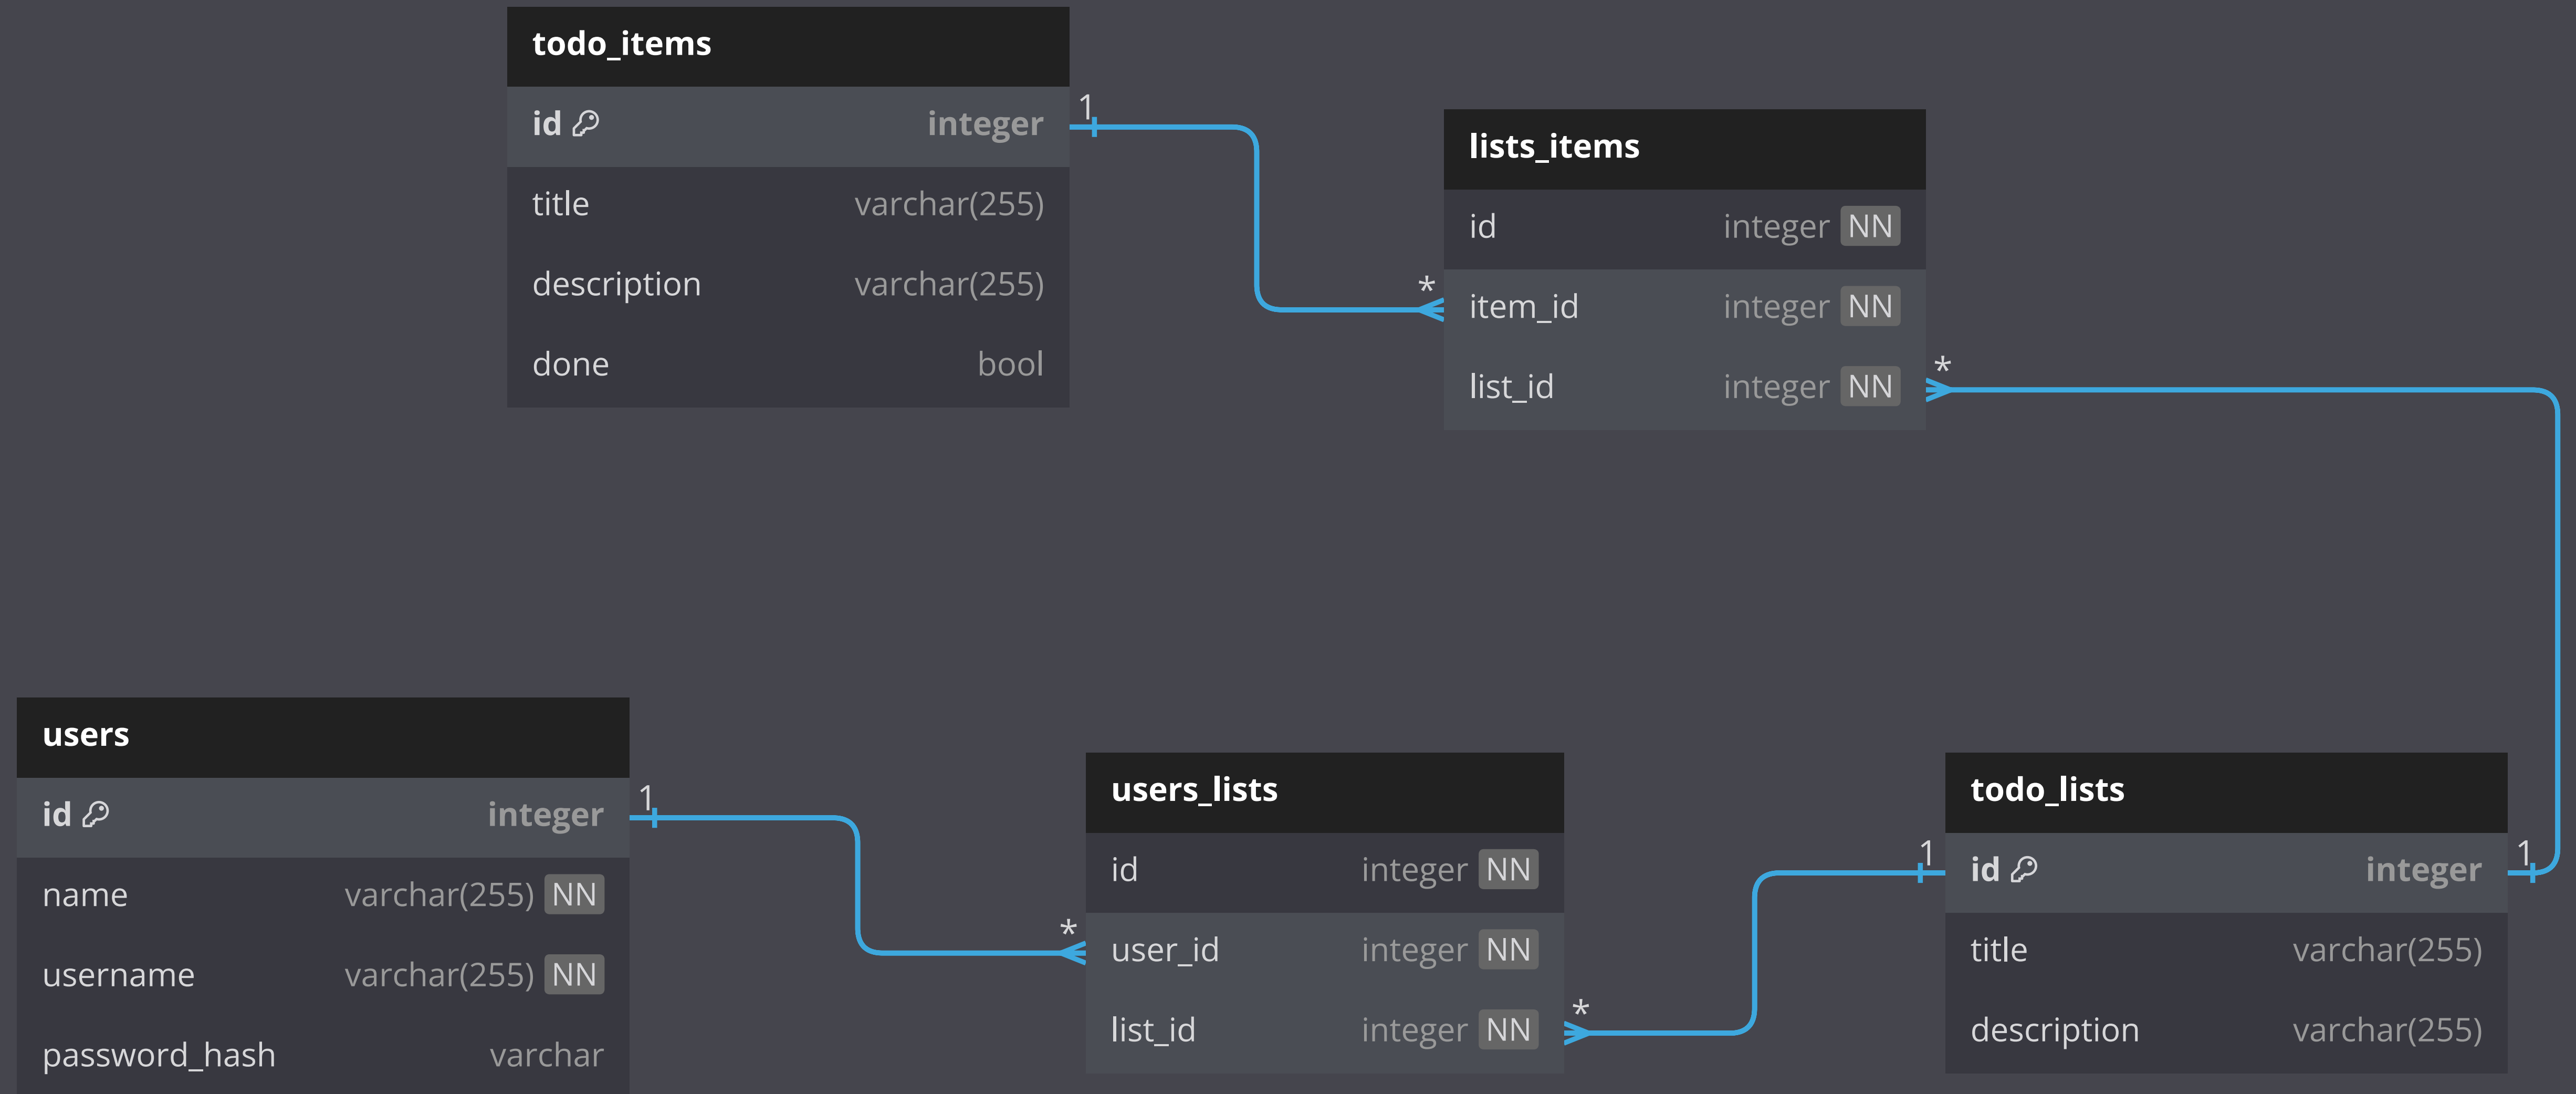 todo_items
id integer
title varchar(255)
description varchar(255)
done bool
1
lists_items
id integer NN
item_id integer NN
list_id integer NN
*
*
users
id integer
name varchar(255) NN
username varchar(255) NN
password_hash varchar
1
users_lists
id integer NN
user_id integer NN
list_id integer NN
*
*
todo_lists
id integer
title varchar(255)
description varchar(255)
1
1